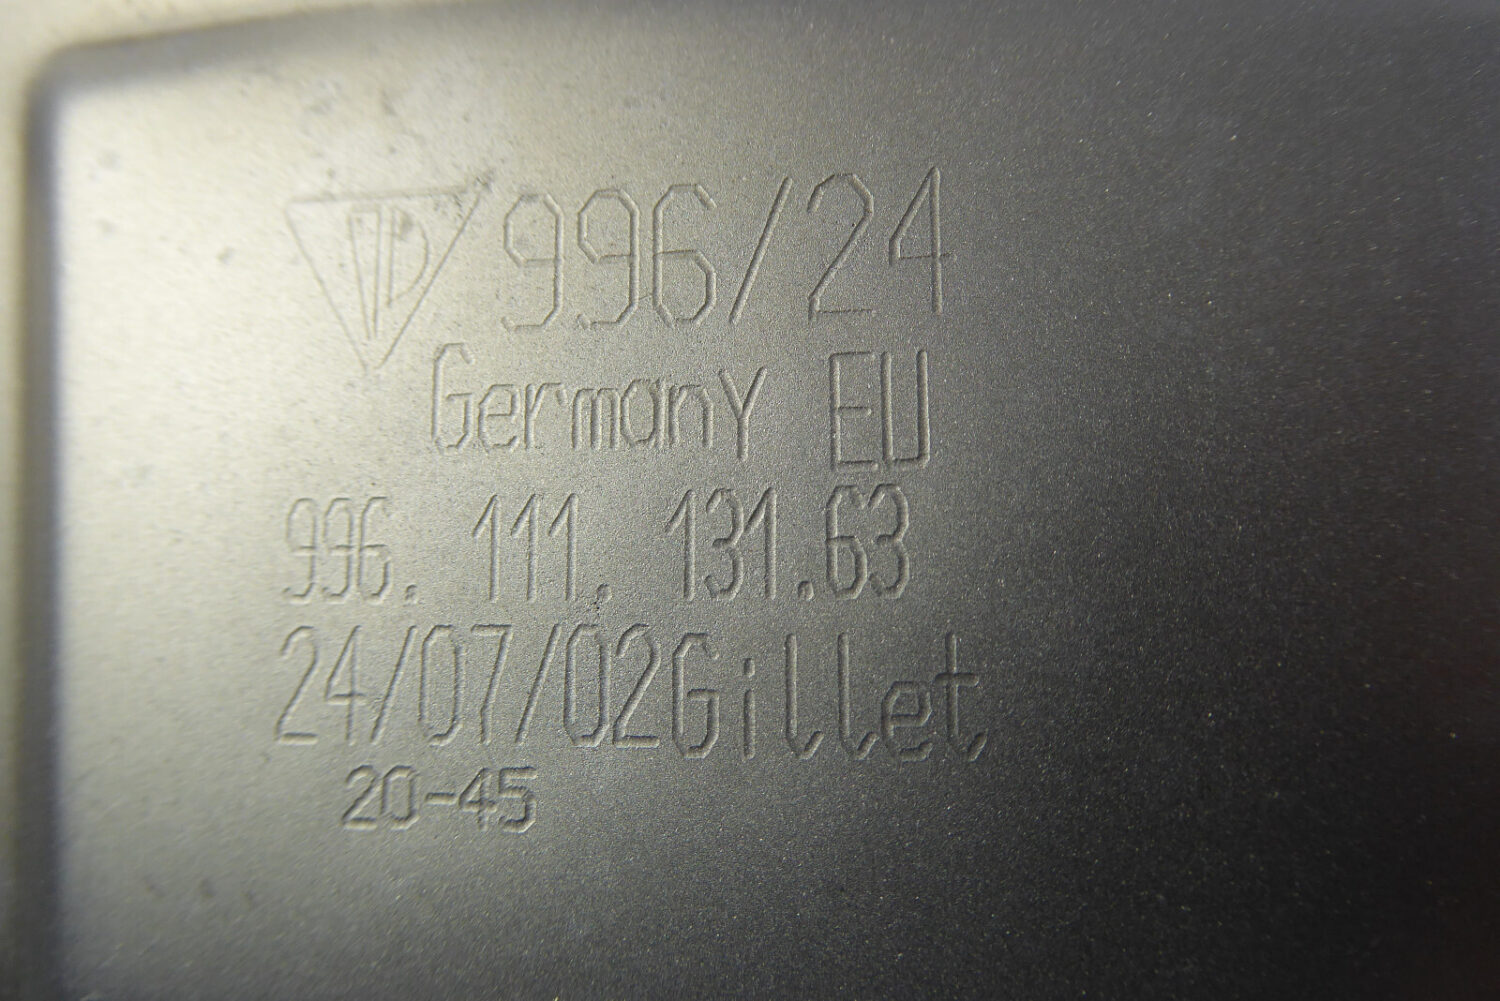 996/24
Germany EU
996. 111. 131.63
24/07/02Gillet
20-45